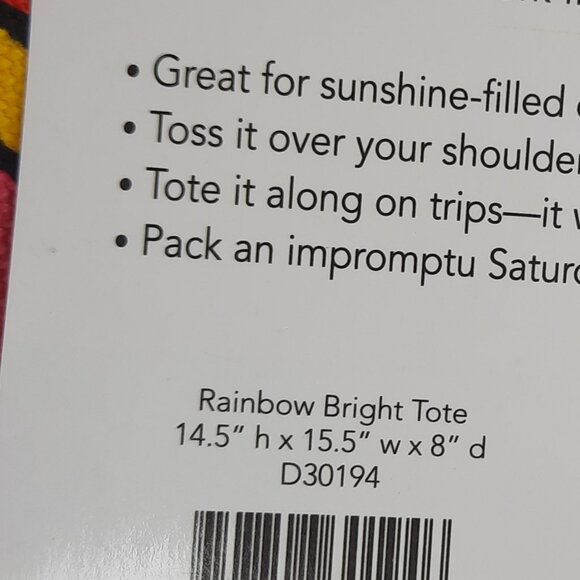 • Great for sunshine-filled
• Toss it over your shoulder
• Tote it along on trips—it
• Pack an impromptu
Rainbow Bright Tote
14.5” h x 15.5” w x 8” d
D30194